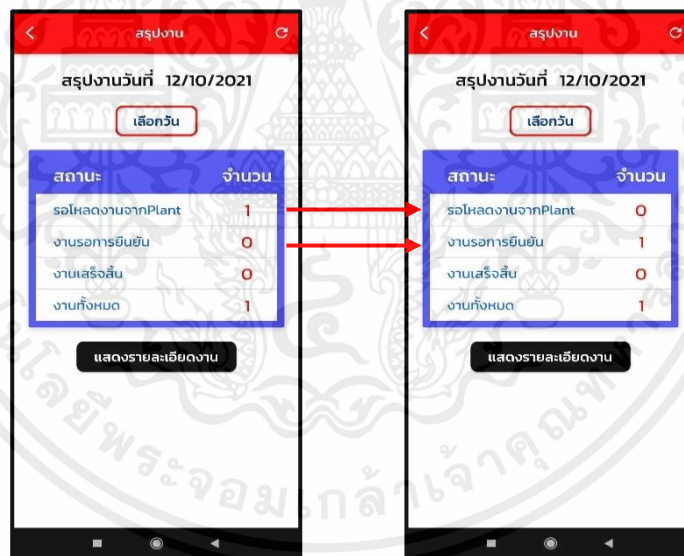 สรุปงาน
สรุปงานวันที่ 12/10/2021
เลือกวัน
สถานะ จำนวน
รอโหลดงานจากPlant 1
งานรอการยืนยัน 0
งานเสร็จสิ้น 0
งานทั้งหมด 1
แสดงรายละเอียดงาน
สรุปงาน
สรุปงานวันที่ 12/10/2021
เลือกวัน
สถานะ จำนวน
รอโหลดงานจากPlant 0
งานรอการยืนยัน 1
งานเสร็จสิ้น 0
งานทั้งหมด 1
แสดงรายละเอียดงาน